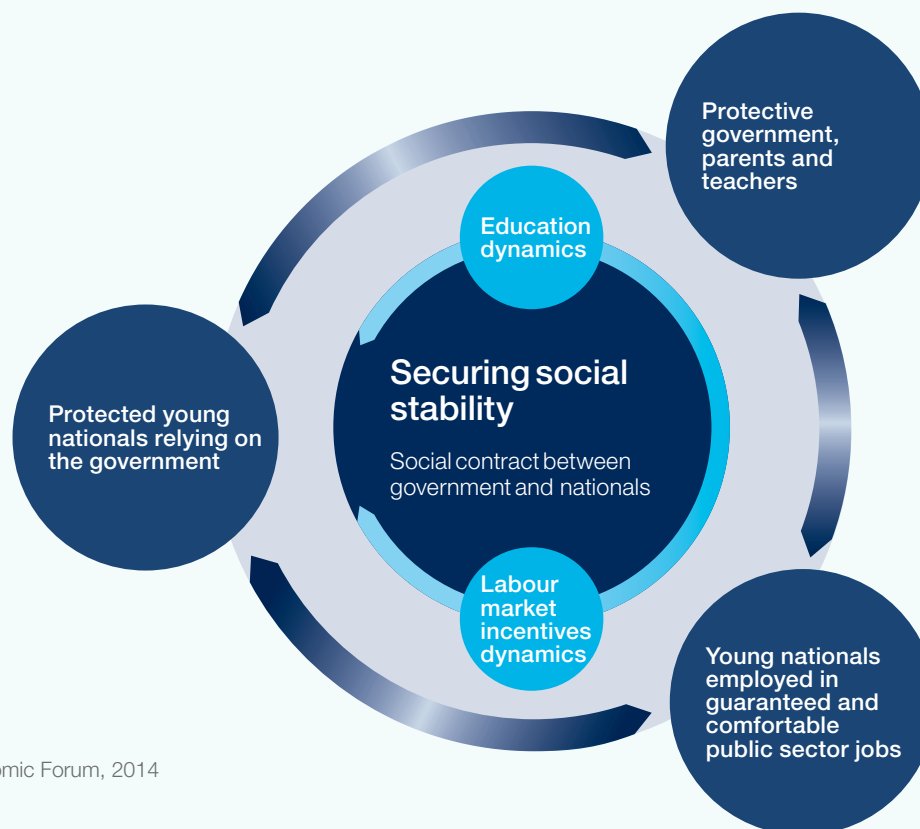 Protective
government,
parents and
teachers
Education
dynamics
Securing social
stability
Social contract between
government and nationals
Protected young
nationals relying on
the government
Labour
market
incentives
dynamics
Young nationals
employed in
guaranteed and
comfortable
public sector jobs
Forum, 2014